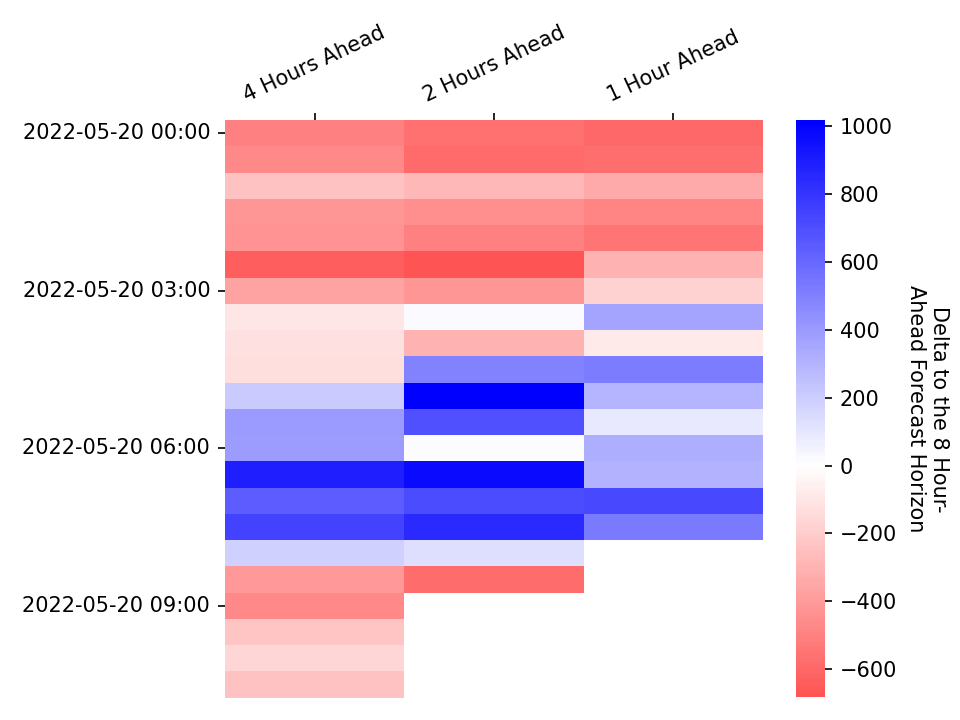 4 Hours Ahead
2 Hours Ahead
1 Hour Ahead
2022-05-20 00:00
2022-05-20 03:00
2022-05-20 06:00
2022-05-20 09:00
1000
800
600
400
200
0
−200
−400
−600
Delta to the 8 Hour-
Ahead Forecast Horizon